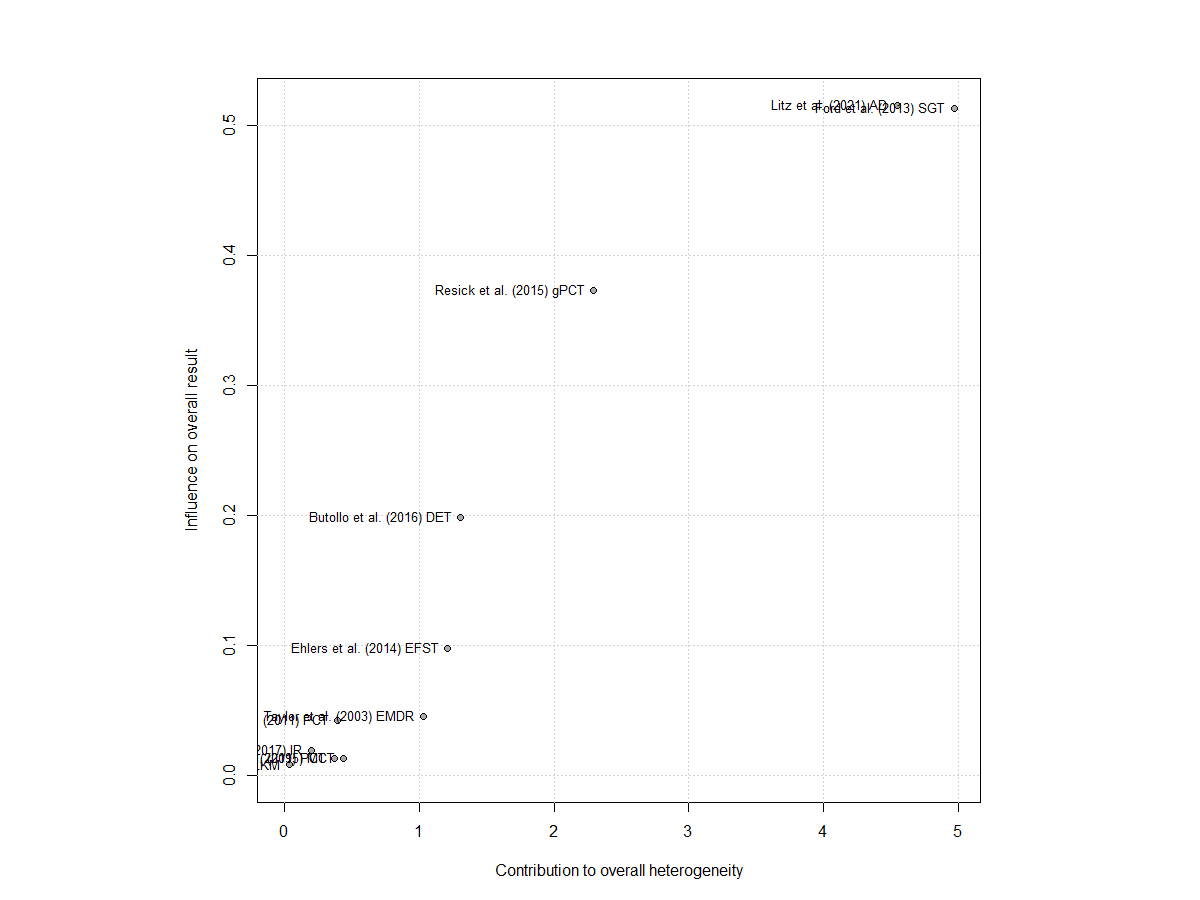 Litz et al. (2021) AD
Ford et al. (2013) SGT
Resick et al. (2015) gPCT
Butollo et al. (2016) DET
Ehlers et al. (2014) EFST
Taylor et al. (2003) EMDR
(2011) PCT
2017) IR
KM
0.0
0.1
0.2
0.3
0.4
0.5
Influence on overall result
0 1 2 3 4 5
Contribution to overall heterogeneity